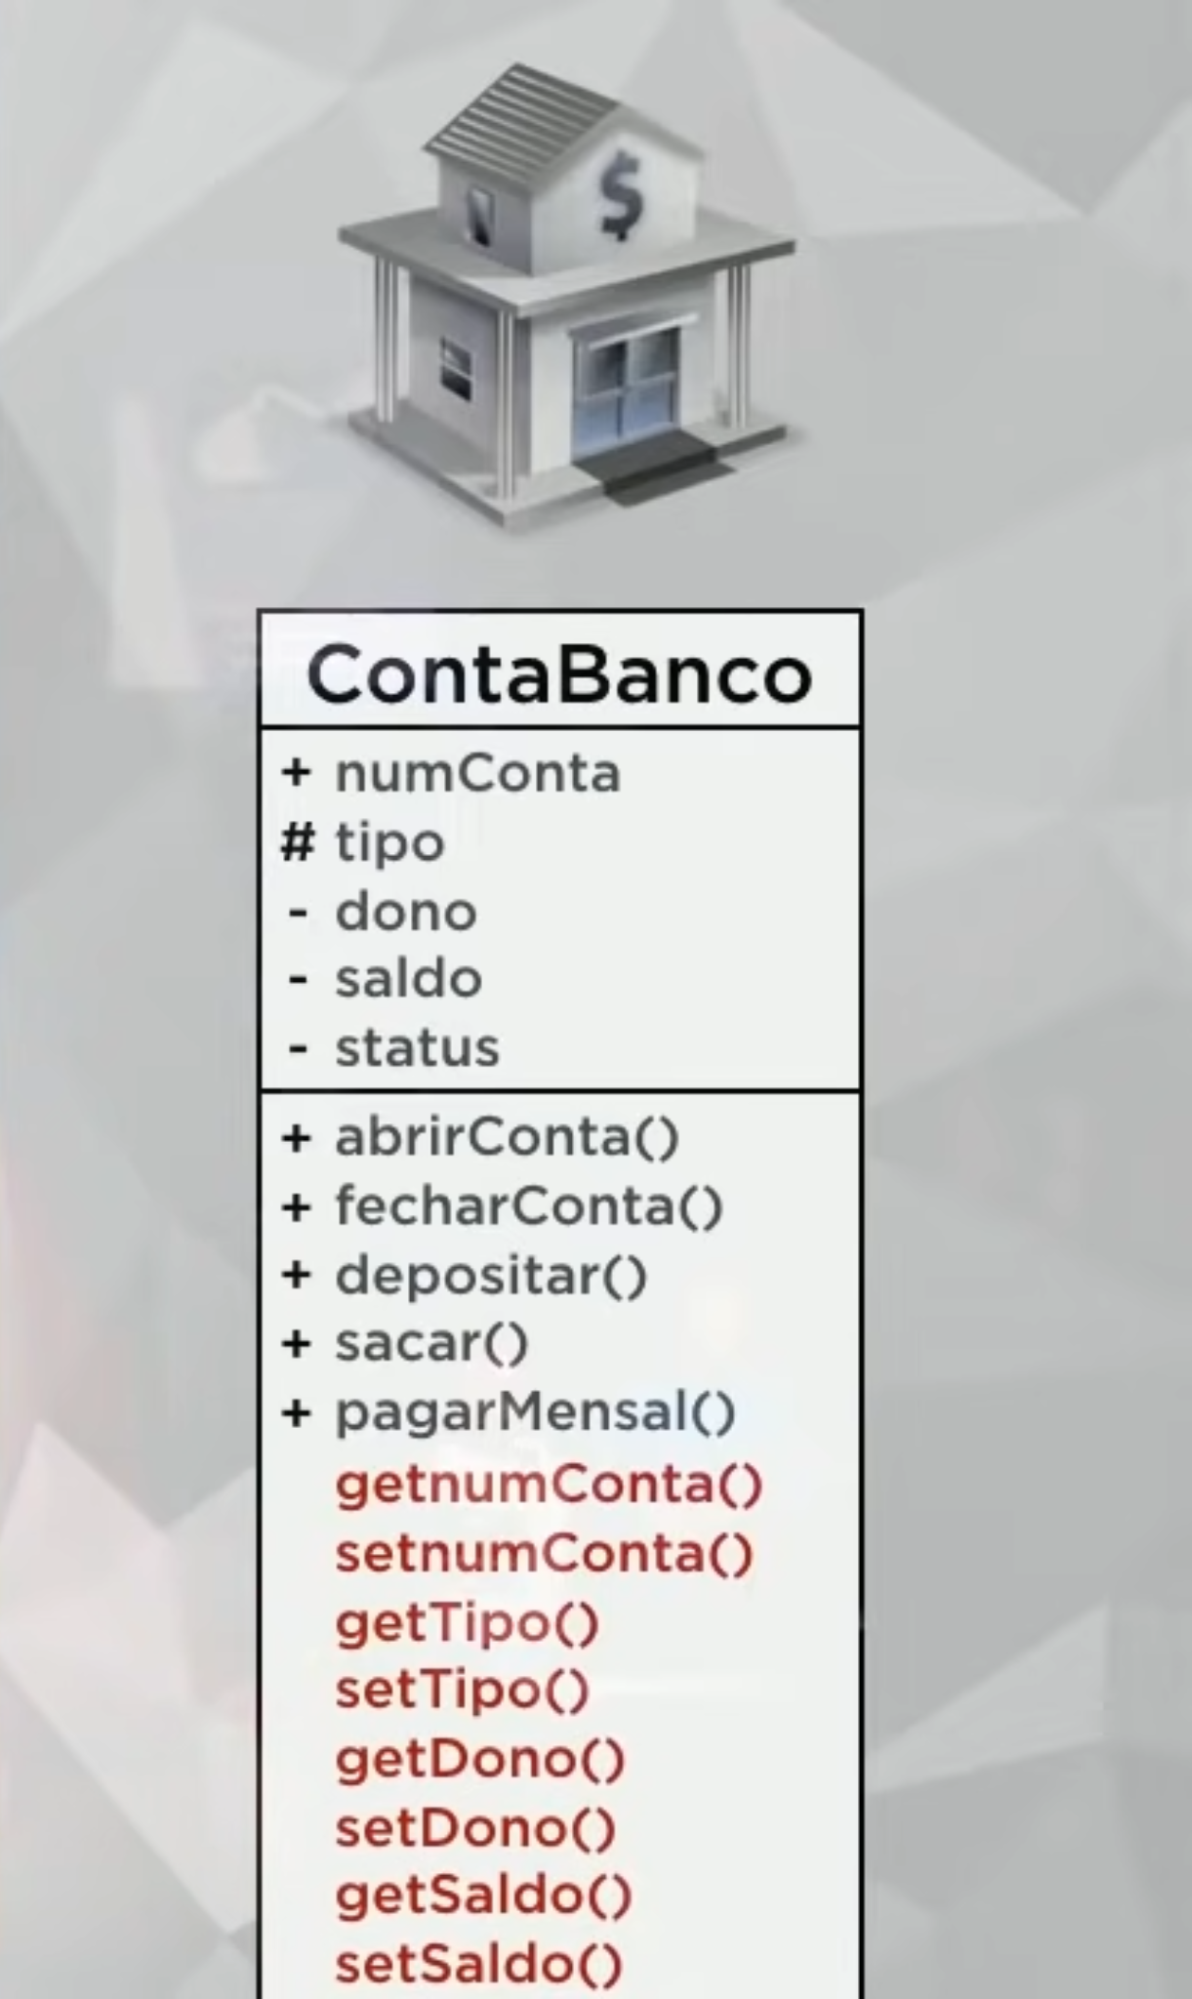 $
ContaBanco
+ numConta
# tipo
- dono
- saldo
- status
+ abrirConta()
+ fecharConta()
+ depositar()
+ sacar()
+ pagarMensal()
getnumConta()
setnumConta()
getTipo()
setTipo()
getDono()
setDono()
getSaldo()
setSaldo()